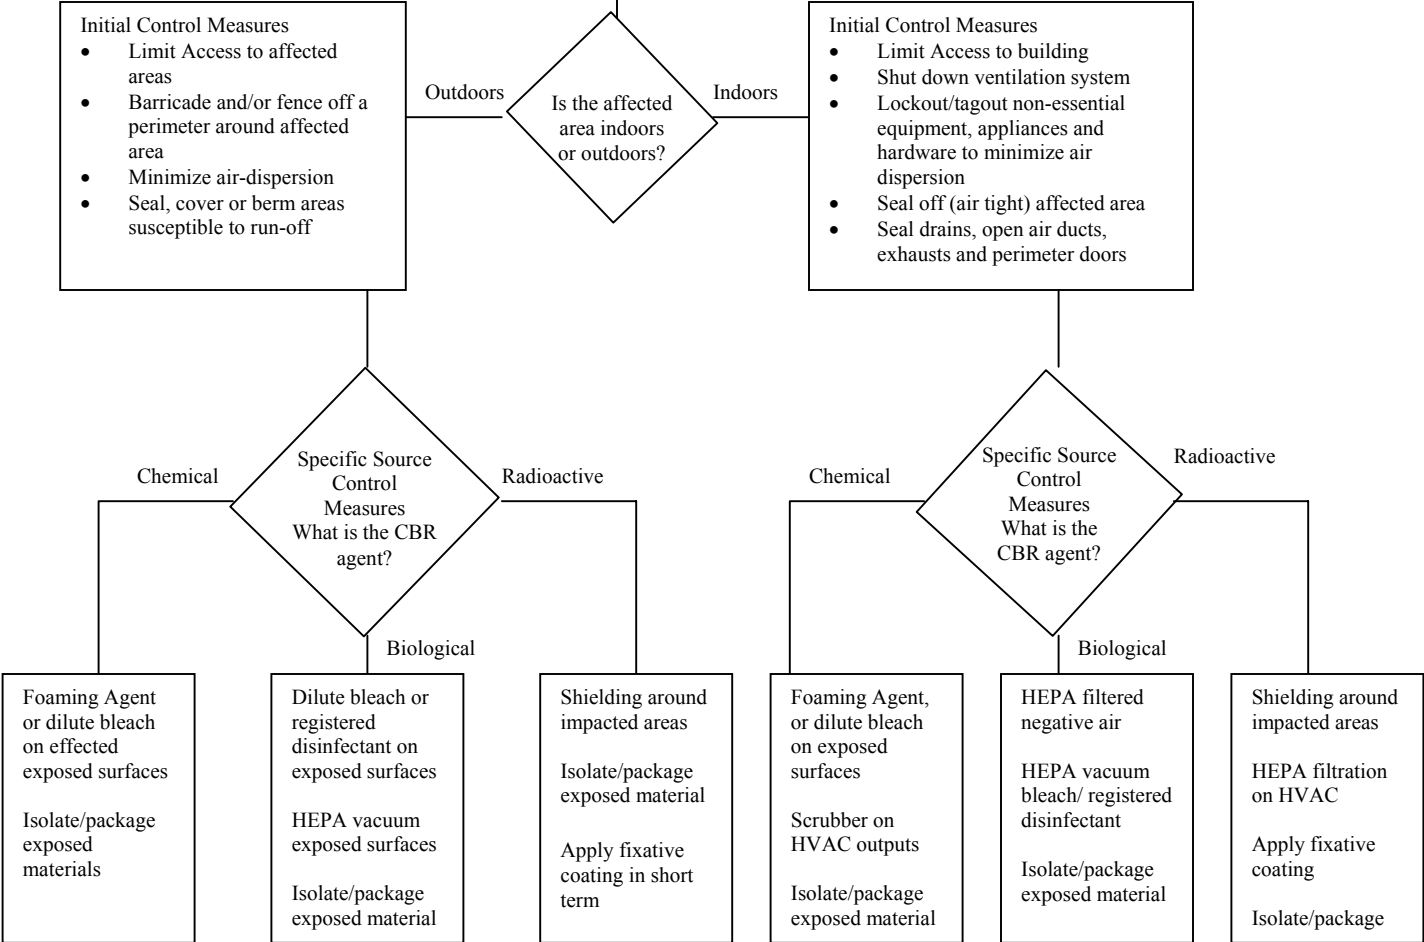 Initial Control Measures
• Limit Access to affected
areas
• Barricade and/or fence off a
perimeter around affected
area
• Minimize air-dispersion
• Seal, cover or berm areas
susceptible to run-off
Outdoors
Is the affected
area indoors
or outdoors?
Indoors
Initial Control Measures
• Limit Access to building
• Shut down ventilation system
• Lockout/tagout non-essential
equipment, appliances and
hardware to minimize air
dispersion
• Seal off (air tight) affected area
• Seal drains, open air ducts,
exhausts and perimeter doors
Chemical
Specific Source
Control
Measures
What is the CBR
agent?
Radioactive
Biological
Chemical
Specific Source
Control
Measures
What is the
CBR agent?
Radioactive
Biological
Foaming Agent
or dilute bleach
on effected
exposed surfaces
Isolate/package
exposed
materials
Dilute bleach or
registered
disinfectant on
exposed surfaces
HEPA vacuum
exposed surfaces
Isolate/package
exposed material
Shielding around
impacted areas
Isolate/package
exposed material
Apply fixative
coating in short
term
Foaming Agent,
or dilute bleach
on exposed
surfaces
Scrubber on
HVAC outputs
Isolate/package
exposed material
HEPA filtered
negative air
HEPA vacuum
bleach/ registered
disinfectant
Isolate/package
exposed material
Shielding around
impacted areas
HEPA filtration
on HVAC
Apply fixative
coating
Isolate/package